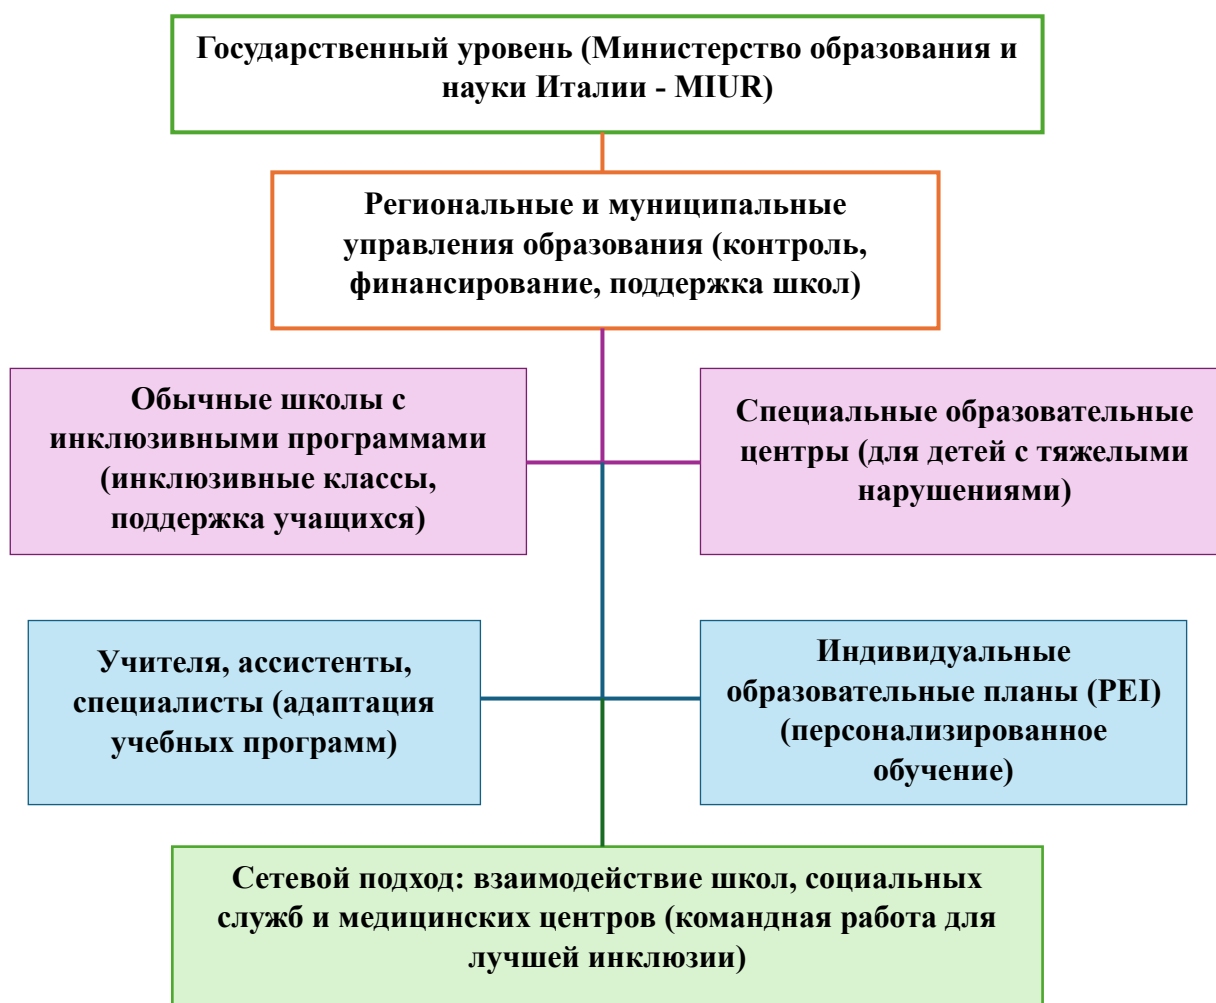 Государственный уровень (Министерство образования и
науки Италии - MIUR)
Региональные и муниципальные
управления образования (контроль,
финансирование, поддержка школ)
Обычные школы с
инклюзивными программами
(инклюзивные классы,
поддержка учащихся)
Специальные образовательные
центры (для детей с тяжелыми
нарушениями)
Учителя, ассистенты,
специалисты (адаптация
учебных программ)
Индивидуальные
образовательные планы (PEI)
(персонализированное
обучение)
Сетевой подход: взаимодействие школ, социальных
служб и медицинских центров (командная работа для
лучшей инклюзии)